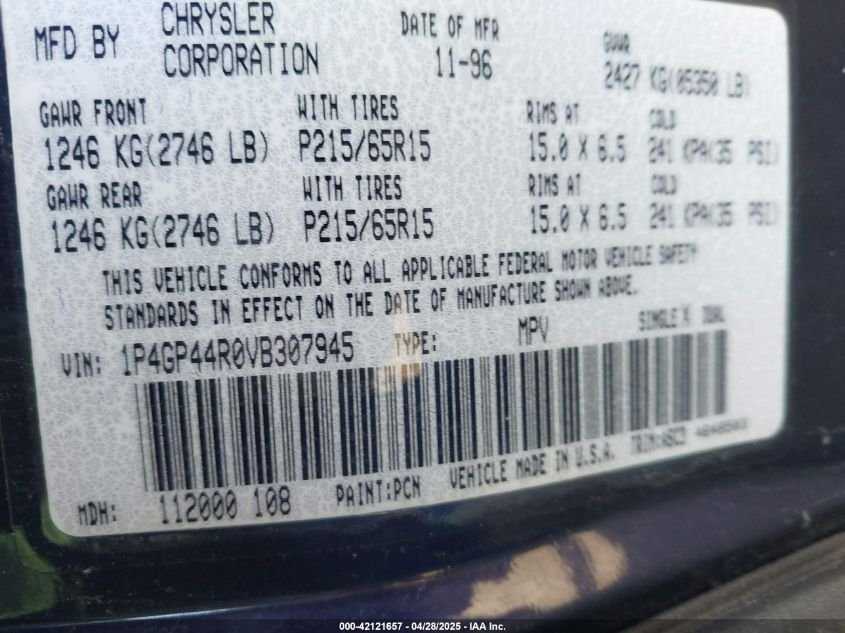 MFD BY CHRYSLER CORPORATION DATE OF MFR 11-96 GVWR 2427 KG(05350 LB)
GAWR FRONT WITH TIRES RIMS AT COLD
1246 KG(2746 LB) P215/65R15 15.0 X 6.5 241 KPA(35 PSI)
GAWR REAR WITH TIRES RIMS AT COLD
1246 KG(2746 LB) P215/65R15 15.0 X 6.5 241 KPA(35 PSI)
THIS VEHICLE CONFORMS TO ALL APPLICABLE FEDERAL MOTOR VEHICLE SAFETY
STANDARDS IN EFFECT ON THE DATE OF MANUFACTURE SHOWN ABOVE.
VIN: 1P4GP44R0VB307945 TYPE: MPV SINGLE X DUAL
MDH: 112000 108 PAINT:PCN VEHICLE MADE IN U.S.A. TRIM:
000-42121657 - 04/28/2025 - IAA Inc.